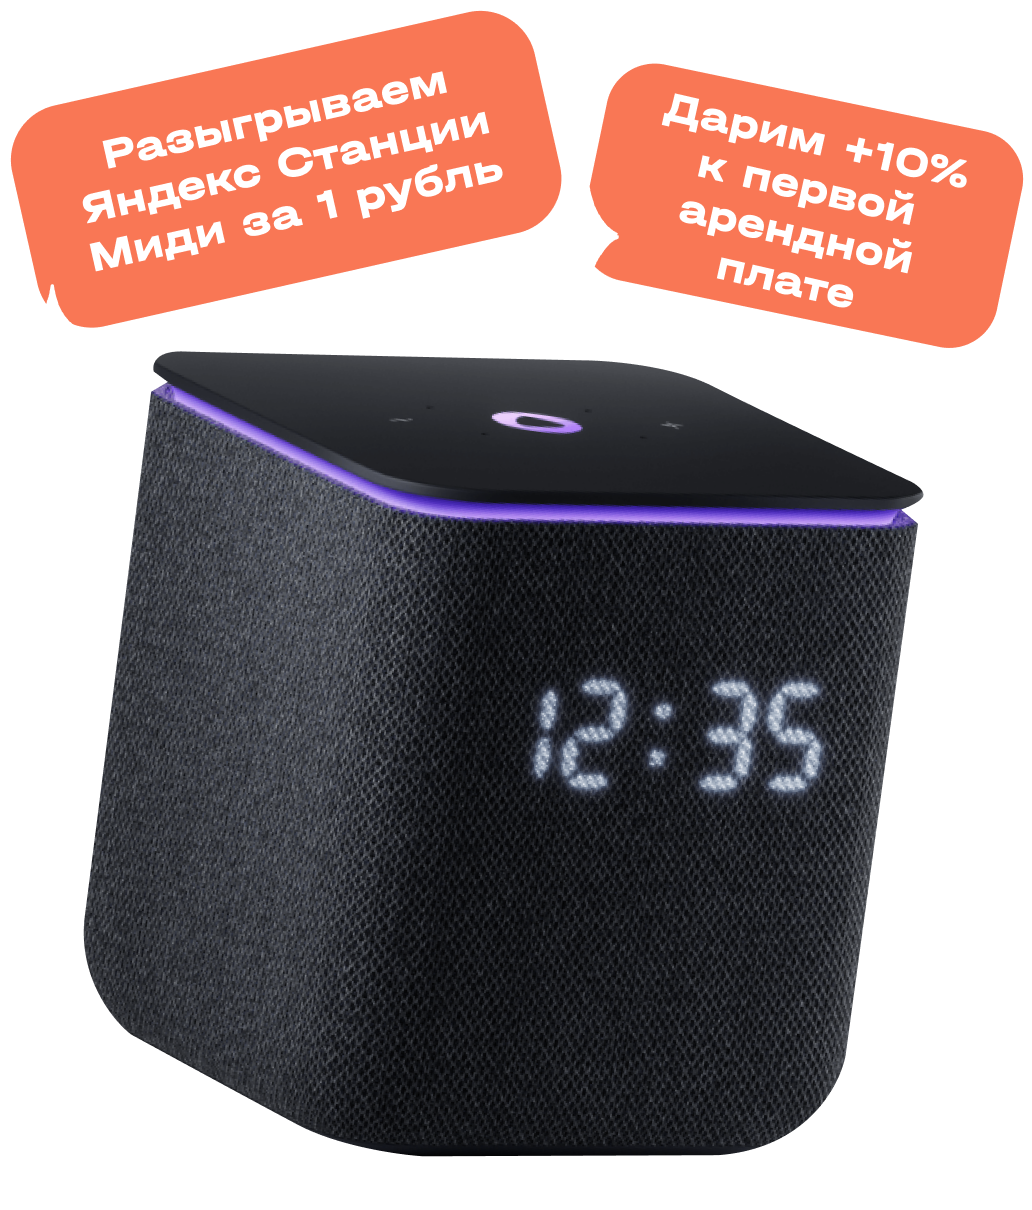 Разыгрываем
Яндекс Станции
Миди за 1 рубль
Дарим +10%
к первой
арендной
плате
12:35